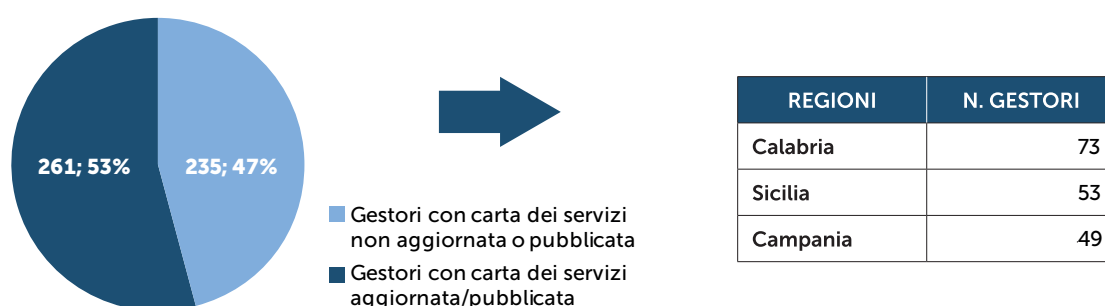 261; 53%
235; 47%
Gestori con carta dei servizi
non aggiornata o pubblicata
Gestori con carta dei servizi
aggiornata/pubblicata
REGIONI N. GESTORI
Calabria 73
Sicilia 53
Campania 49